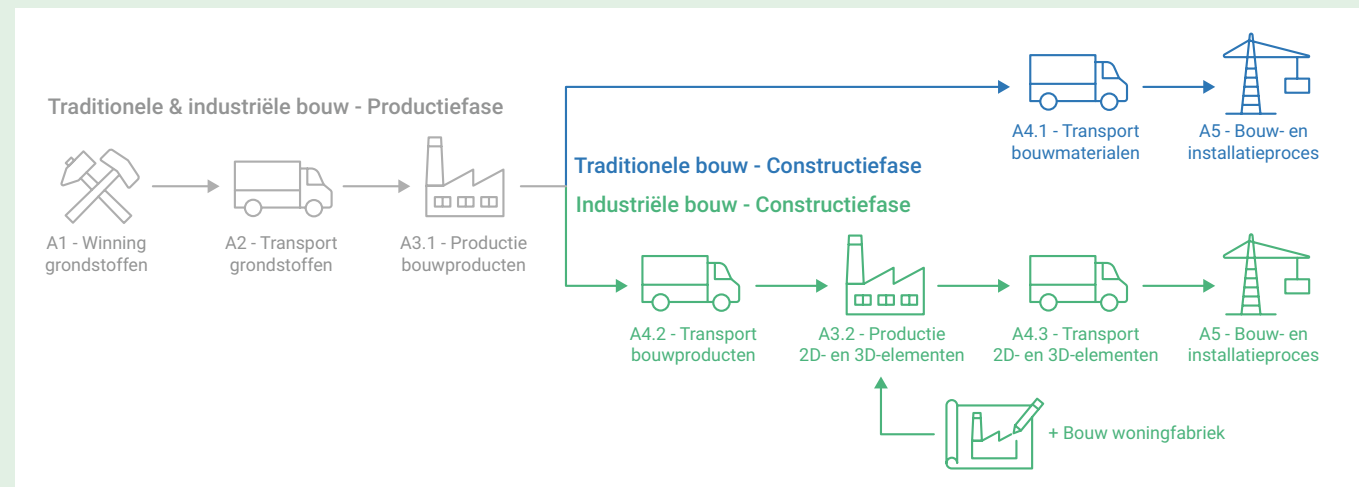 Traditionele & industriële bouw - Productiefase
A1 - Winning
grondstoffen
A2 - Transport
grondstoffen
A3.1 - Productie
bouwproducten
Traditionele bouw - Constructiefase
A4.1 - Transport
bouwmaterialen
A5 - Bouw- en
installatieproces
Industriële bouw - Constructiefase
A4.2 - Transport
bouwproducten
A3.2 - Productie
2D- en 3D-elementen
A4.3 - Transport
2D- en 3D-elementen
A5 - Bouw- en
installatieproces
+ Bouw woningfabriek